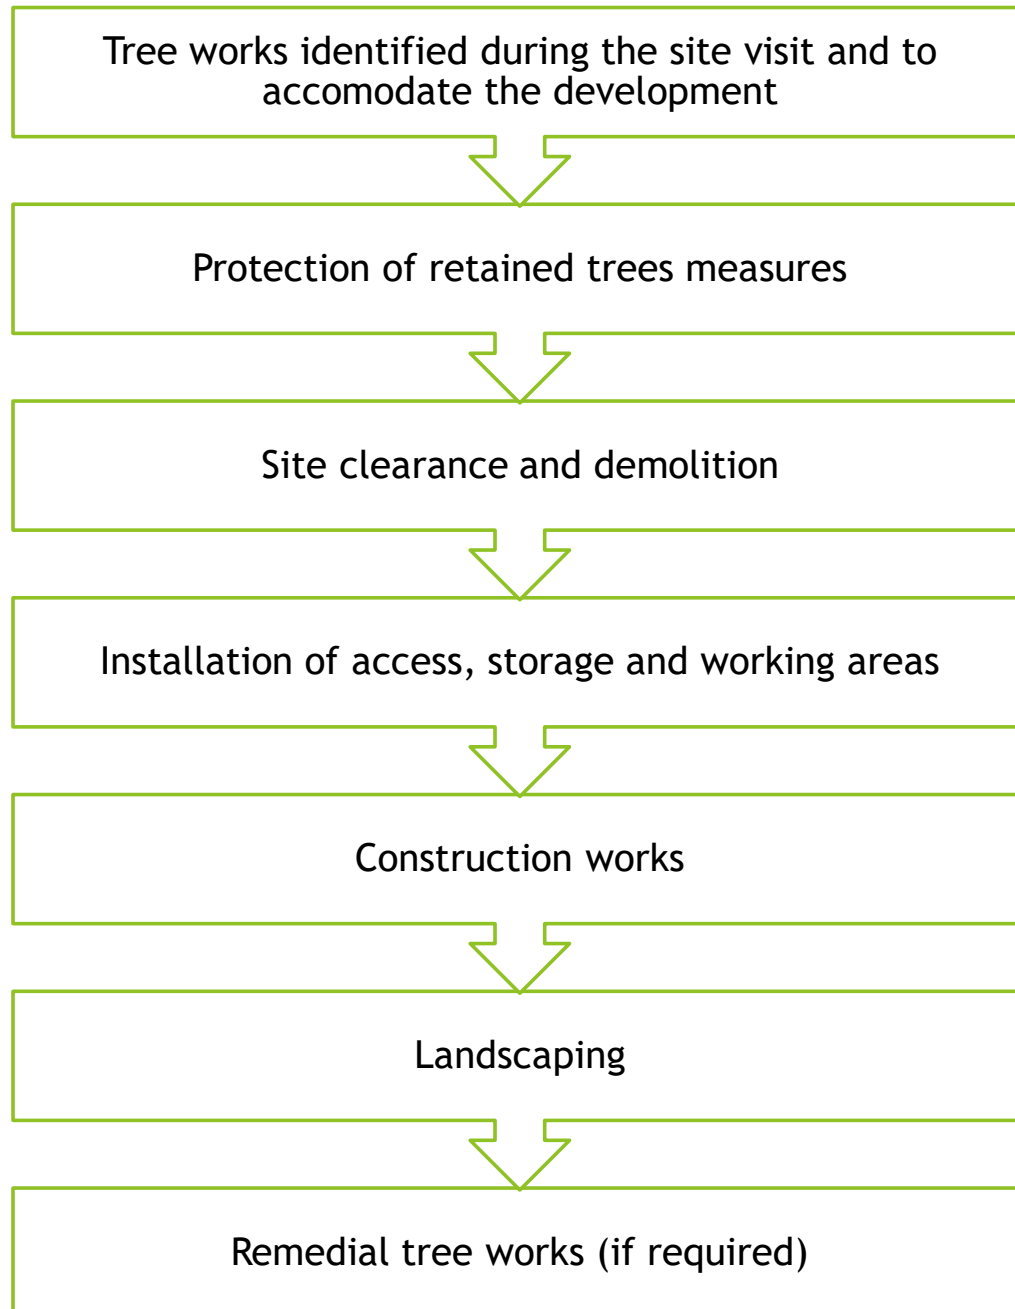 Tree works identified during the site visit and to
accomodate the development
Protection of retained trees measures
Site clearance and demolition
Installation of access, storage and working areas
Construction works
Landscaping
Remedial tree works (if required)